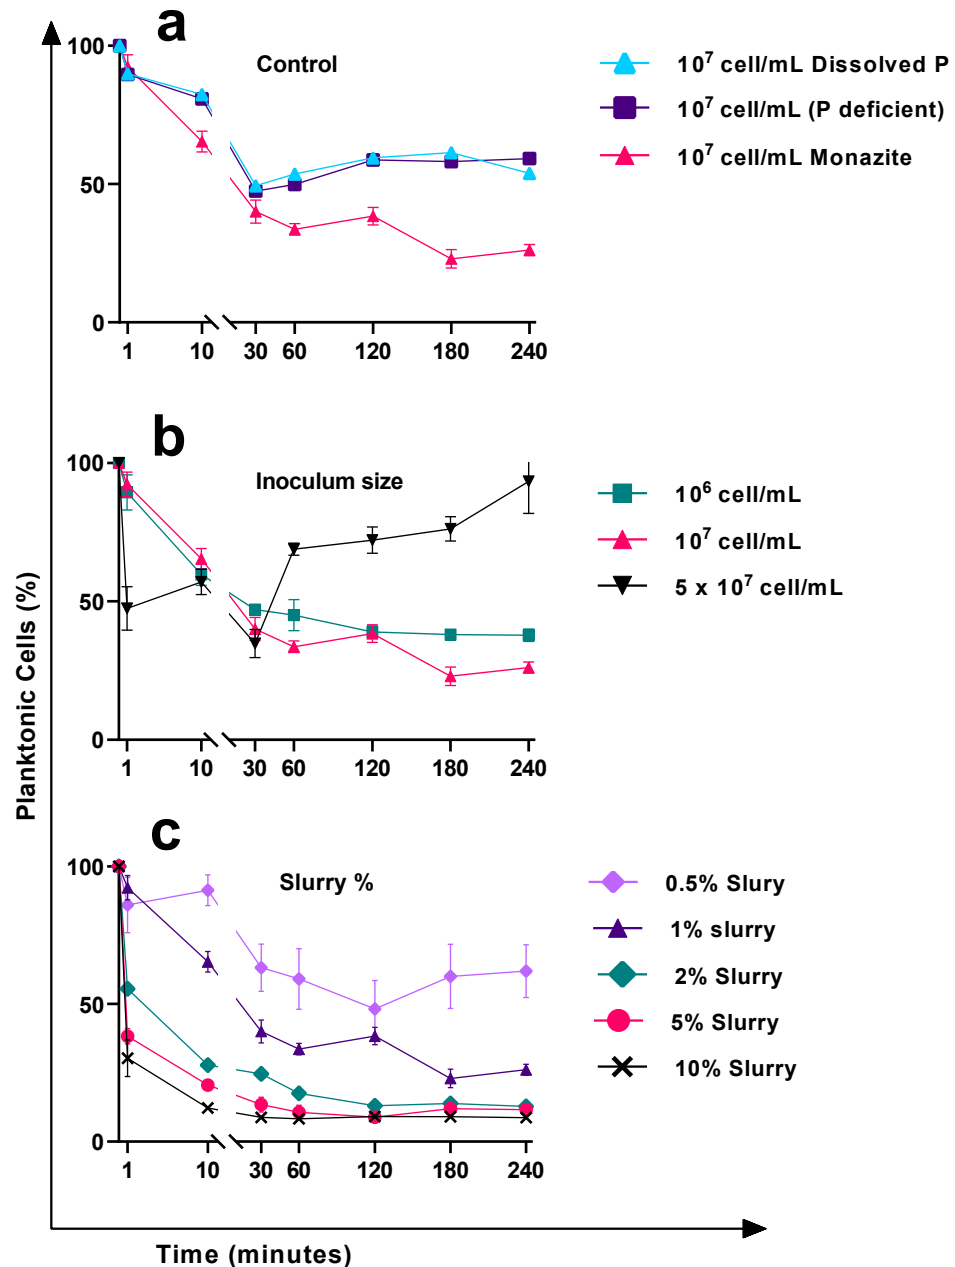 a
Control
100
50
0
1 10 30 60 120 180 240
10⁷ cell/mL Dissolved P
10⁷ cell/mL (P deficient)
10⁷ cell/mL Monazite
b
Inoculum size
100
50
0
1 10 30 60 120 180 240
10⁶ cell/mL
10⁷ cell/mL
5 x 10⁷ cell/mL
Planktonic Cells (%)
c
Slurry %
100
50
0
1 10 30 60 120 180 240
0.5% Slury
1% slurry
2% Slurry
5% Slurry
10% Slurry
Time (minutes)